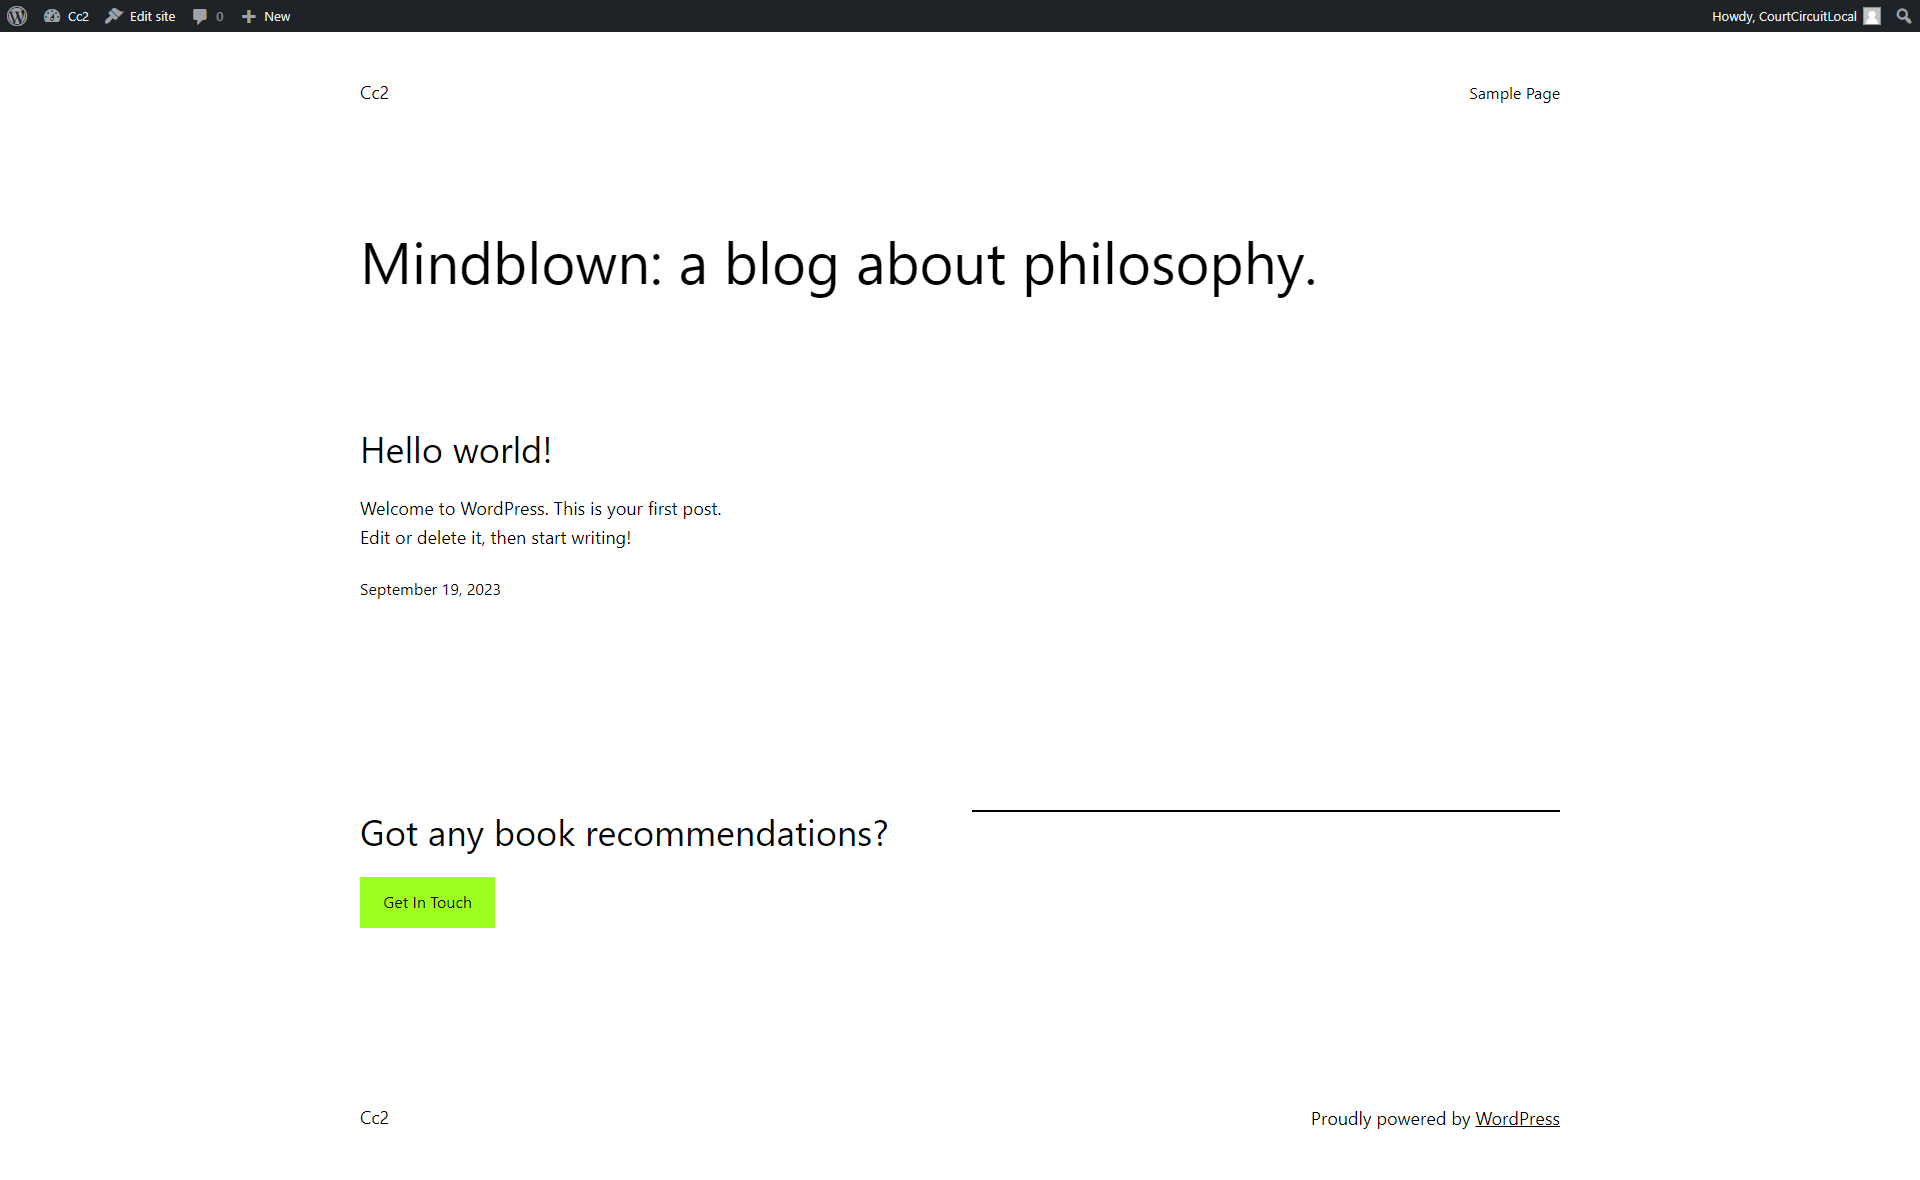 Cc2 Edit site 0 New Howdy, CourtCircuitLocal
Cc2 Sample Page
Mindblown: a blog about philosophy.
Hello world!
Welcome to WordPress. This is your first post.
Edit or delete it, then start writing!
September 19, 2023
Got any book recommendations?
Get In Touch
Cc2 Proudly powered by WordPress